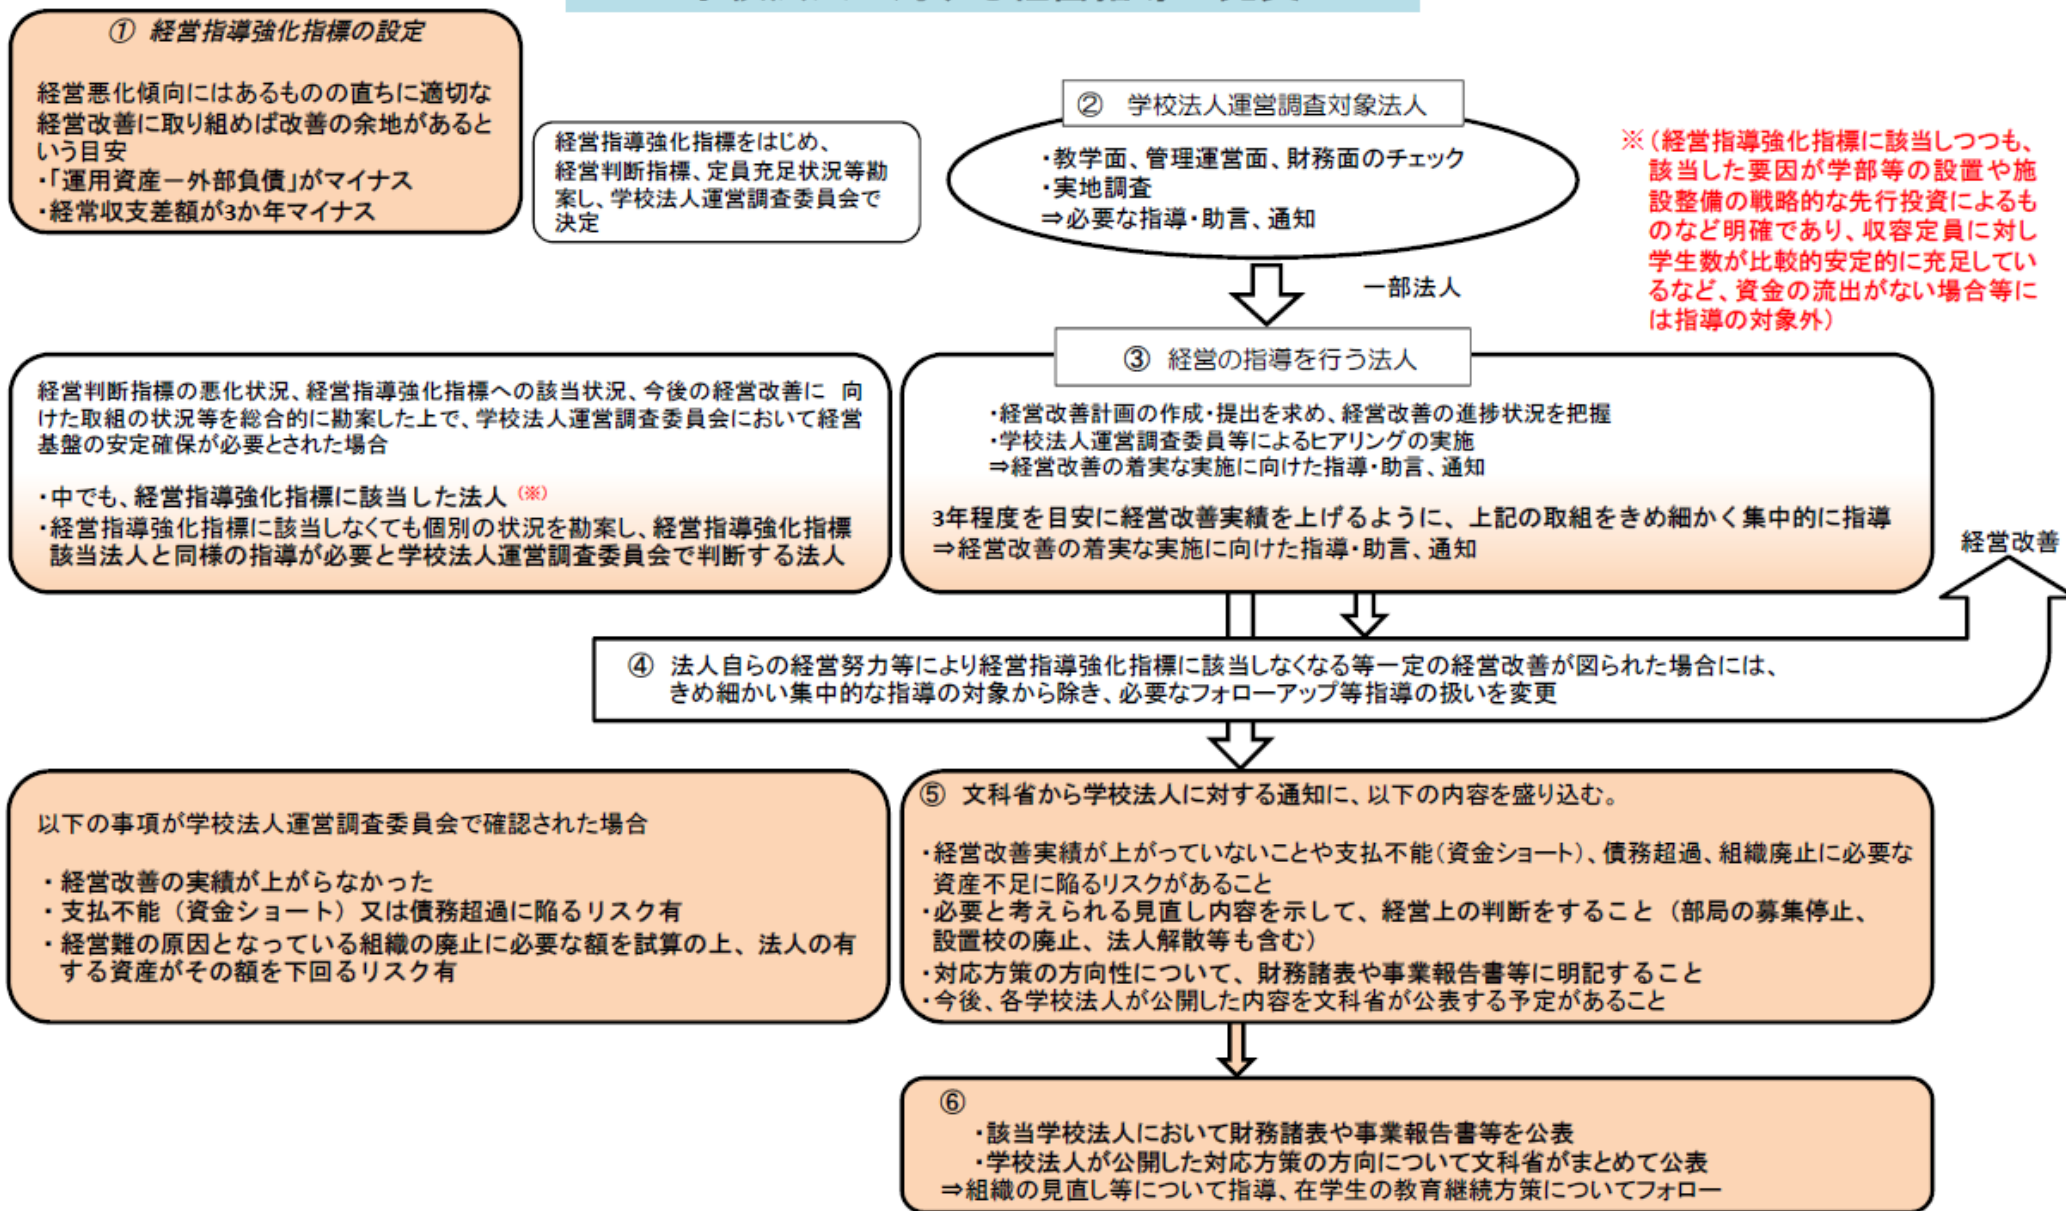 ① 経営指導強化指標の設定
経営悪化傾向にはあるものの直ちに適切な
経営改善に取り組めば改善の余地があると
いう目安
・「運用資産－外部負債」がマイナス
・経常収支差額が3か年マイナス
経営指導強化指標をはじめ、
経営判断指標、定員充足状況等勘
案し、学校法人運営調査委員会で
決定
② 学校法人運営調査対象法人
・教学面、管理運営面、財務面のチェック
・実地調査
⇒必要な指導・助言、通知
※（経営指導強化指標に該当しつつも、
該当した要因が学部等の設置や施
設整備の戦略的な先行投資によるも
のなど明確であり、収容定員に対し
学生数が比較的安定的に充足してい
るなど、資金の流出がない場合等に
は指導の対象外）
一部法人
経営判断指標の悪化状況、経営指導強化指標への該当状況、今後の経営改善に 向
けた取組の状況等を総合的に勘案した上で、学校法人運営調査委員会において経営
基盤の安定確保が必要とされた場合
・中でも、経営指導強化指標に該当した法人（※）
・経営指導強化指標に該当しなくても個別の状況を勘案し、経営指導強化指標
該当法人と同様の指導が必要と学校法人運営調査委員会で判断する法人
③ 経営の指導を行う法人
・経営改善計画の作成・提出を求め、経営改善の進捗状況を把握
・学校法人運営調査委員等によるヒアリングの実施
⇒経営改善の着実な実施に向けた指導・助言、通知
3年程度を目安に経営改善実績を上げるように、上記の取組をきめ細かく集中的に指導
⇒経営改善の着実な実施に向けた指導・助言、通知
経営改善
④ 法人自らの経営努力等により経営指導強化指標に該当しなくなる等一定の経営改善が図られた場合には、
きめ細かい集中的な指導の対象から除き、必要なフォローアップ等指導の扱いを変更
以下の事項が学校法人運営調査委員会で確認された場合
・経営改善の実績が上がらなかった
・支払不能（資金ショート）又は債務超過に陥るリスク有
・経営難の原因となっている組織の廃止に必要な額を試算の上、法人の有
する資産がその額を下回るリスク有
⑤ 文科省から学校法人に対する通知に、以下の内容を盛り込む。
・経営改善実績が上がっていないことや支払不能（資金ショート）、債務超過、組織廃止に必要な
資産不足に陥るリスクがあること
・必要と考えられる見直し内容を示して、経営上の判断をすること（部局の募集停止、
設置校の廃止、法人解散等も含む）
・対応方策の方向性について、財務諸表や事業報告書等に明記すること
・今後、各学校法人が公開した内容を文科省が公表する予定があること
⑥
・該当学校法人において財務諸表や事業報告書等を公表
・学校法人が公開した対応方策の方向について文科省がまとめて公表
⇒組織の見直し等について指導、在学生の教育継続方策についてフォロー